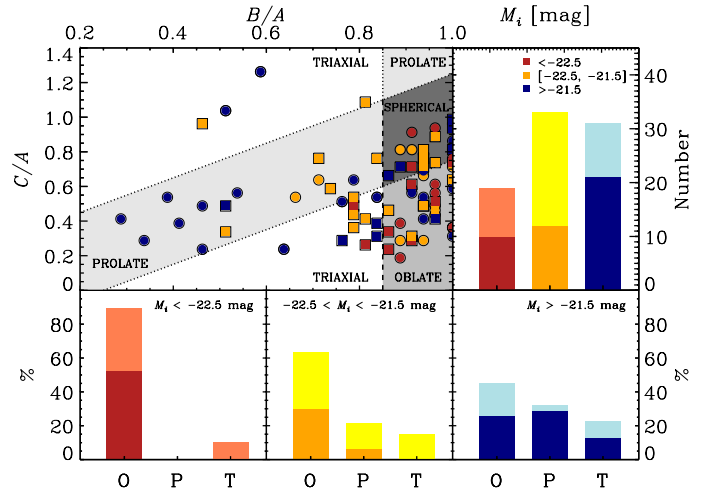 B/A
M_i [mag]
0.2 0.4 0.6 0.8 1.0
1.4
1.2
1.0
0.8
0.6
0.4
0.2
0
C/A
TRIAXIAL
PROLATE
SPHERICAL
PROLATE
TRIAXIAL
OBLATE
<-22.5
[-22.5, -21.5]
>-21.5
40
30
20
10
0
Number
M_i < -22.5 mag
-22.5 < M_i < -21.5 mag
M_i > -21.5 mag
80
60
40
20
0
%
80
60
40
20
0
%
O P T
O P T
O P T